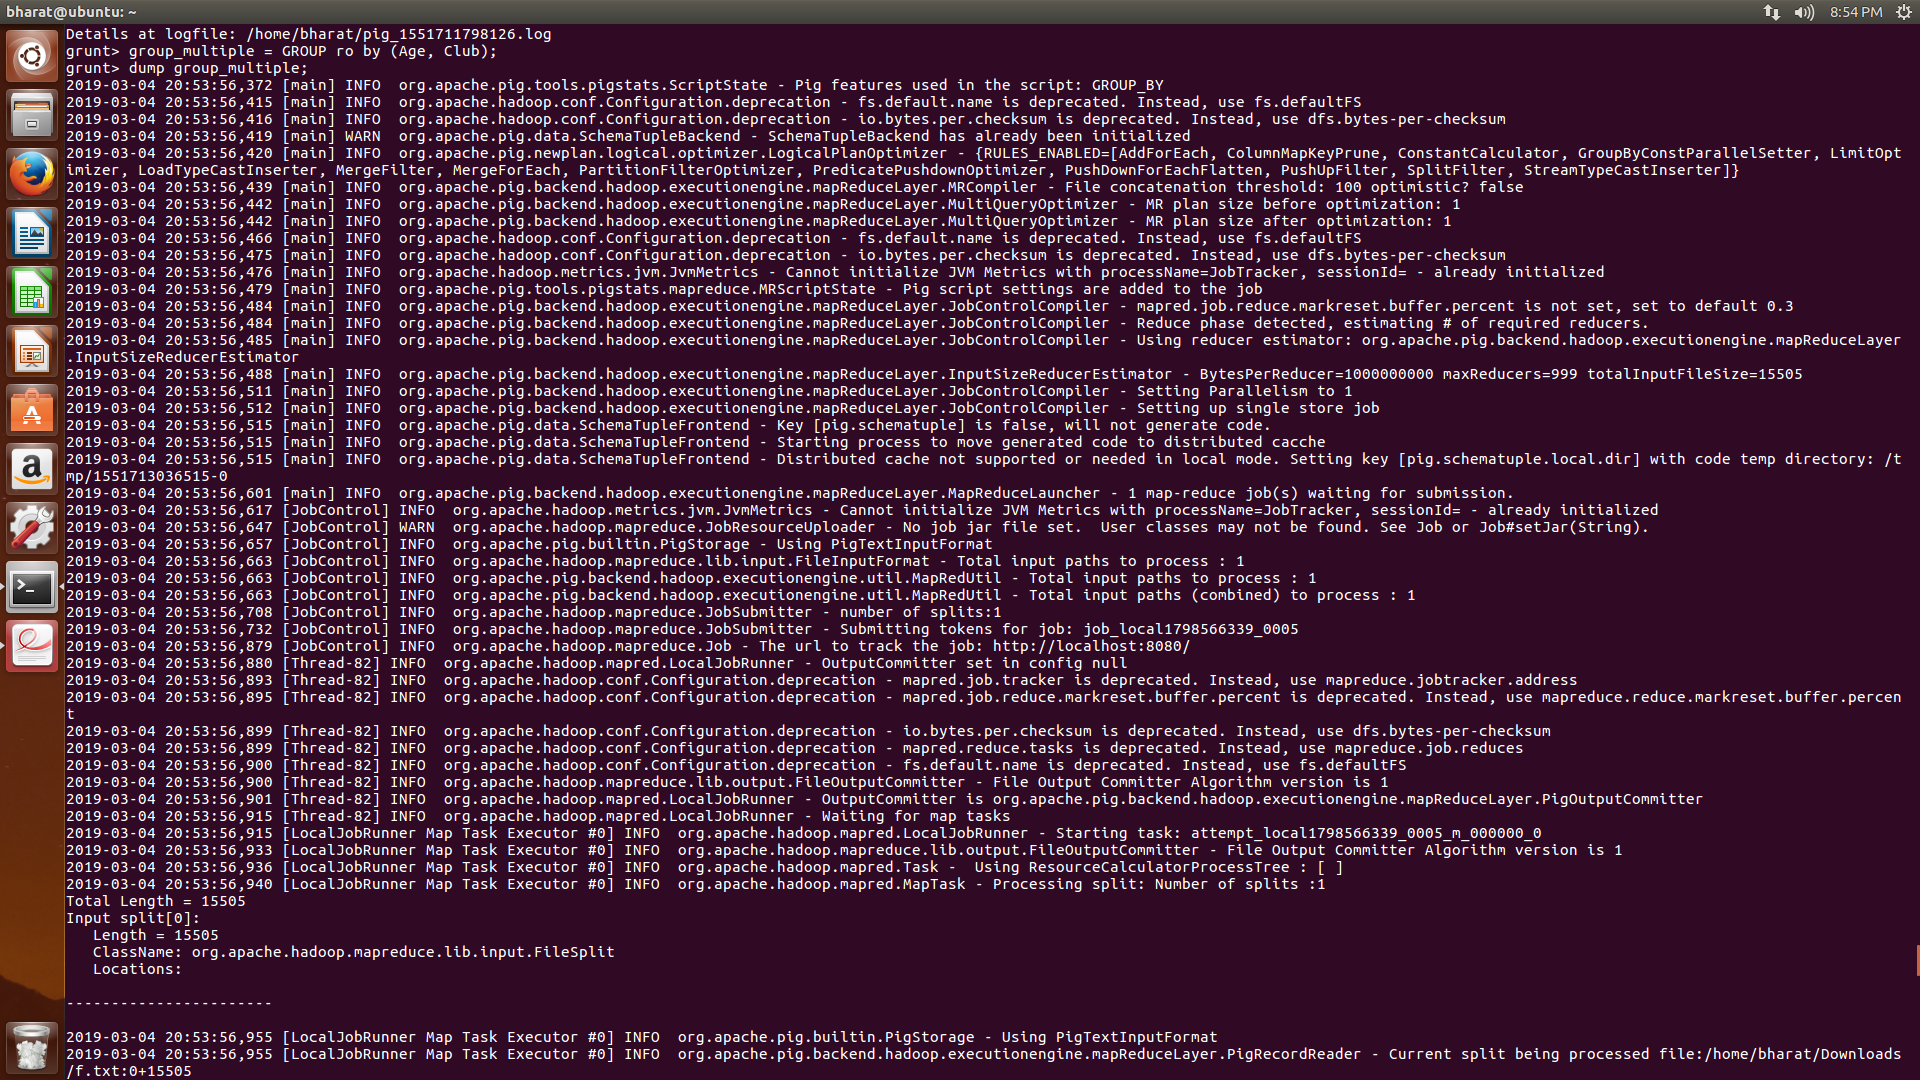 bharat@ubuntu: ~
8:54 PM
Details at logfile: /home/bharat/pig_1551711798126.log
grunt> group_multiple = GROUP ro by (Age, Club);
grunt> dump group_multiple;
2019-03-04 20:53:56,372 [main] INFO  org.apache.pig.tools.pigstats.ScriptState - Pig features used in the script: GROUP_BY
2019-03-04 20:53:56,415 [main] INFO  org.apache.hadoop.conf.Configuration.deprecation - fs.default.name is deprecated. Instead, use fs.defaultFS
2019-03-04 20:53:56,416 [main] INFO  org.apache.hadoop.conf.Configuration.deprecation - io.bytes.per.checksum is deprecated. Instead, use dfs.bytes-per-checksum
2019-03-04 20:53:56,419 [main] WARN  org.apache.pig.data.SchemaTupleBackend - SchemaTupleBackend has already been initialized
2019-03-04 20:53:56,420 [main] INFO  org.apache.pig.newplan.logical.optimizer.LogicalPlanOptimizer - {RULES_ENABLED=[AddForEach, ColumnMapKeyPrune, ConstantCalculator, GroupByConstParallelSetter, LimitOpt
imizer, LoadTypeCastInserter, MergeFilter, MergeForEach, PartitionFilterOptimizer, PredicatePushdownOptimizer, PushDownForEachFlatten, PushUpFilter, SplitFilter, StreamTypeCastInserter]}
2019-03-04 20:53:56,439 [main] INFO  org.apache.pig.backend.hadoop.executionengine.mapReduceLayer.MRCompiler - File concatenation threshold: 100 optimistic? false
2019-03-04 20:53:56,442 [main] INFO  org.apache.pig.backend.hadoop.executionengine.mapReduceLayer.MultiQueryOptimizer - MR plan size before optimization: 1
2019-03-04 20:53:56,442 [main] INFO  org.apache.pig.backend.hadoop.executionengine.mapReduceLayer.MultiQueryOptimizer - MR plan size after optimization: 1
2019-03-04 20:53:56,466 [main] INFO  org.apache.hadoop.conf.Configuration.deprecation - fs.default.name is deprecated. Instead, use fs.defaultFS
2019-03-04 20:53:56,475 [main] INFO  org.apache.hadoop.conf.Configuration.deprecation - io.bytes.per.checksum is deprecated. Instead, use dfs.bytes-per-checksum
2019-03-04 20:53:56,476 [main] INFO  org.apache.hadoop.metrics.jvm.JvmMetrics - Cannot initialize JVM Metrics with processName=JobTracker, sessionId= - already initialized
2019-03-04 20:53:56,479 [main] INFO  org.apache.pig.tools.pigstats.mapreduce.MRScriptState - Pig script settings are added to the job
2019-03-04 20:53:56,484 [main] INFO  org.apache.pig.backend.hadoop.executionengine.mapReduceLayer.JobControlCompiler - mapred.job.reduce.markreset.buffer.percent is not set, set to default 0.3
2019-03-04 20:53:56,484 [main] INFO  org.apache.pig.backend.hadoop.executionengine.mapReduceLayer.JobControlCompiler - Reduce phase detected, estimating # of required reducers.
2019-03-04 20:53:56,485 [main] INFO  org.apache.pig.backend.hadoop.executionengine.mapReduceLayer.JobControlCompiler - Using reducer estimator: org.apache.pig.backend.hadoop.executionengine.mapReduceLayer
.InputSizeReducerEstimator
2019-03-04 20:53:56,488 [main] INFO  org.apache.pig.backend.hadoop.executionengine.mapReduceLayer.InputSizeReducerEstimator - BytesPerReducer=1000000000 maxReducers=999 totalInputFileSize=15505
2019-03-04 20:53:56,511 [main] INFO  org.apache.pig.backend.hadoop.executionengine.mapReduceLayer.JobControlCompiler - Setting Parallelism to 1
2019-03-04 20:53:56,512 [main] INFO  org.apache.pig.backend.hadoop.executionengine.mapReduceLayer.JobControlCompiler - Setting up single store job
2019-03-04 20:53:56,515 [main] INFO  org.apache.pig.data.SchemaTupleFrontend - Key [pig.schematuple] is false, will not generate code.
2019-03-04 20:53:56,515 [main] INFO  org.apache.pig.data.SchemaTupleFrontend - Starting process to move generated code to distributed cacche
2019-03-04 20:53:56,515 [main] INFO  org.apache.pig.data.SchemaTupleFrontend - Distributed cache not supported or needed in local mode. Setting key [pig.schematuple.local.dir] with code temp directory: /t
mp/1551713036515-0
2019-03-04 20:53:56,601 [main] INFO  org.apache.pig.backend.hadoop.executionengine.mapReduceLayer.MapReduceLauncher - 1 map-reduce job(s) waiting for submission.
2019-03-04 20:53:56,617 [JobControl] INFO  org.apache.hadoop.metrics.jvm.JvmMetrics - Cannot initialize JVM Metrics with processName=JobTracker, sessionId= - already initialized
2019-03-04 20:53:56,647 [JobControl] WARN  org.apache.hadoop.mapreduce.JobResourceUploader - No job jar file set.  User classes may not be found. See Job or Job#setJar(String).
2019-03-04 20:53:56,657 [JobControl] INFO  org.apache.pig.builtin.PigStorage - Using PigTextInputFormat
2019-03-04 20:53:56,663 [JobControl] INFO  org.apache.hadoop.mapreduce.lib.input.FileInputFormat - Total input paths to process : 1
2019-03-04 20:53:56,663 [JobControl] INFO  org.apache.pig.backend.hadoop.executionengine.util.MapRedUtil - Total input paths to process : 1
2019-03-04 20:53:56,663 [JobControl] INFO  org.apache.pig.backend.hadoop.executionengine.util.MapRedUtil - Total input paths (combined) to process : 1
2019-03-04 20:53:56,708 [JobControl] INFO  org.apache.hadoop.mapreduce.JobSubmitter - number of splits:1
2019-03-04 20:53:56,732 [JobControl] INFO  org.apache.hadoop.mapreduce.JobSubmitter - Submitting tokens for job: job_local1798566339_0005
2019-03-04 20:53:56,879 [JobControl] INFO  org.apache.hadoop.mapreduce.Job - The url to track the job: http://localhost:8080/
2019-03-04 20:53:56,880 [Thread-82] INFO  org.apache.hadoop.mapred.LocalJobRunner - OutputCommitter set in config null
2019-03-04 20:53:56,893 [Thread-82] INFO  org.apache.hadoop.conf.Configuration.deprecation - mapred.job.tracker is deprecated. Instead, use mapreduce.jobtracker.address
2019-03-04 20:53:56,895 [Thread-82] INFO  org.apache.hadoop.conf.Configuration.deprecation - mapred.job.reduce.markreset.buffer.percent is deprecated. Instead, use mapreduce.reduce.markreset.buffer.percen
t
2019-03-04 20:53:56,899 [Thread-82] INFO  org.apache.hadoop.conf.Configuration.deprecation - io.bytes.per.checksum is deprecated. Instead, use dfs.bytes-per-checksum
2019-03-04 20:53:56,899 [Thread-82] INFO  org.apache.hadoop.conf.Configuration.deprecation - mapred.reduce.tasks is deprecated. Instead, use mapreduce.job.reduces
2019-03-04 20:53:56,900 [Thread-82] INFO  org.apache.hadoop.conf.Configuration.deprecation - fs.default.name is deprecated. Instead, use fs.defaultFS
2019-03-04 20:53:56,900 [Thread-82] INFO  org.apache.hadoop.mapreduce.lib.output.FileOutputCommitter - File Output Committer Algorithm version is 1
2019-03-04 20:53:56,901 [Thread-82] INFO  org.apache.hadoop.mapred.LocalJobRunner - OutputCommitter is org.apache.pig.backend.hadoop.executionengine.mapReduceLayer.PigOutputCommitter
2019-03-04 20:53:56,915 [Thread-82] INFO  org.apache.hadoop.mapred.LocalJobRunner - Waiting for map tasks
2019-03-04 20:53:56,915 [LocalJobRunner Map Task Executor #0] INFO  org.apache.hadoop.mapred.LocalJobRunner - Starting task: attempt_local1798566339_0005_m_000000_0
2019-03-04 20:53:56,933 [LocalJobRunner Map Task Executor #0] INFO  org.apache.hadoop.mapreduce.lib.output.FileOutputCommitter - File Output Committer Algorithm version is 1
2019-03-04 20:53:56,936 [LocalJobRunner Map Task Executor #0] INFO  org.apache.hadoop.mapred.Task -  Using ResourceCalculatorProcessTree : [ ]
2019-03-04 20:53:56,940 [LocalJobRunner Map Task Executor #0] INFO  org.apache.hadoop.mapred.MapTask - Processing split: Number of splits :1
Total Length = 15505
Input split[0]:
   Length = 15505
   ClassName: org.apache.hadoop.mapreduce.lib.input.FileSplit
   Locations:
-----------------------
2019-03-04 20:53:56,955 [LocalJobRunner Map Task Executor #0] INFO  org.apache.pig.builtin.PigStorage - Using PigTextInputFormat
2019-03-04 20:53:56,955 [LocalJobRunner Map Task Executor #0] INFO  org.apache.pig.backend.hadoop.executionengine.mapReduceLayer.PigRecordReader - Current split being processed file:/home/bharat/Downloads
/f.txt:0+15505